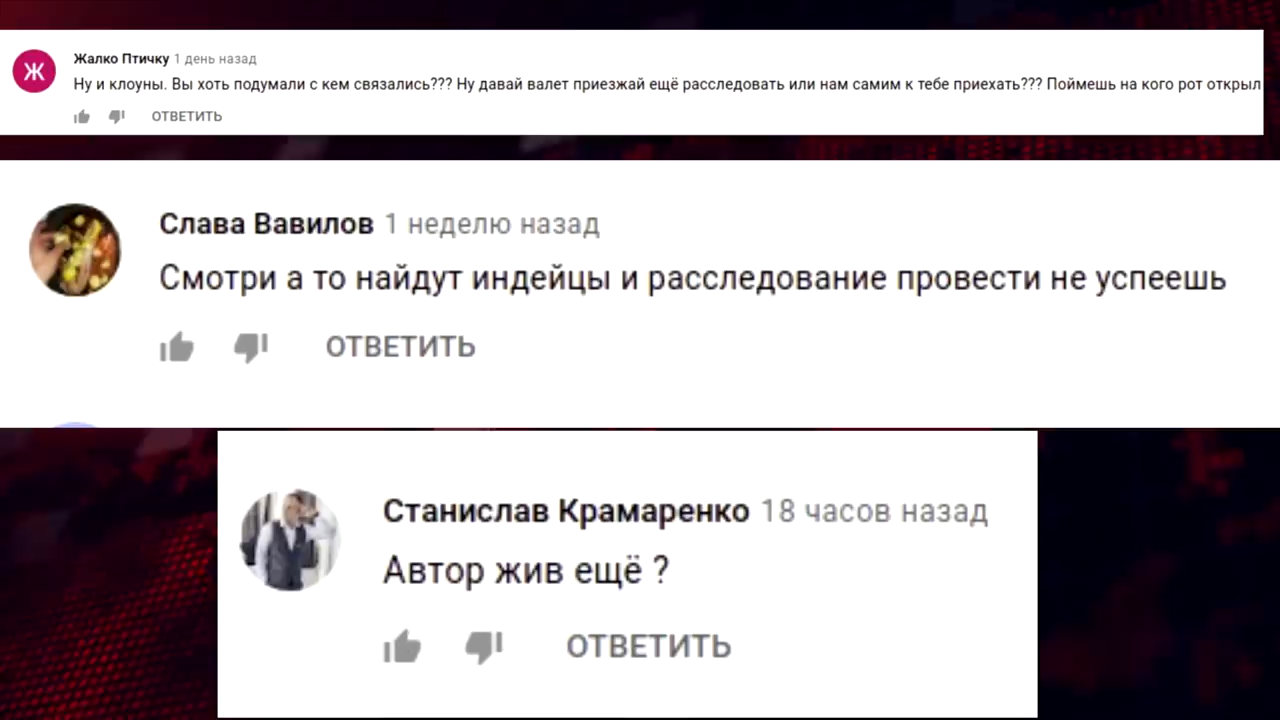 Ж
Жалко Птичку 1 день назад
Ну и клоуны. Вы хоть подумали с кем связались??? Ну давай валет приезжай ещё расследовать или нам самим к тебе приехать??? Поймешь на кого рот открыл
ОТВЕТИТЬ
Слава Вавилов 1 неделю назад
Смотри а то найдут индейцы и расследование провести не успеешь
ОТВЕТИТЬ
Станислав Крамаренко 18 часов назад
Автор жив ещё ?
ОТВЕТИТЬ